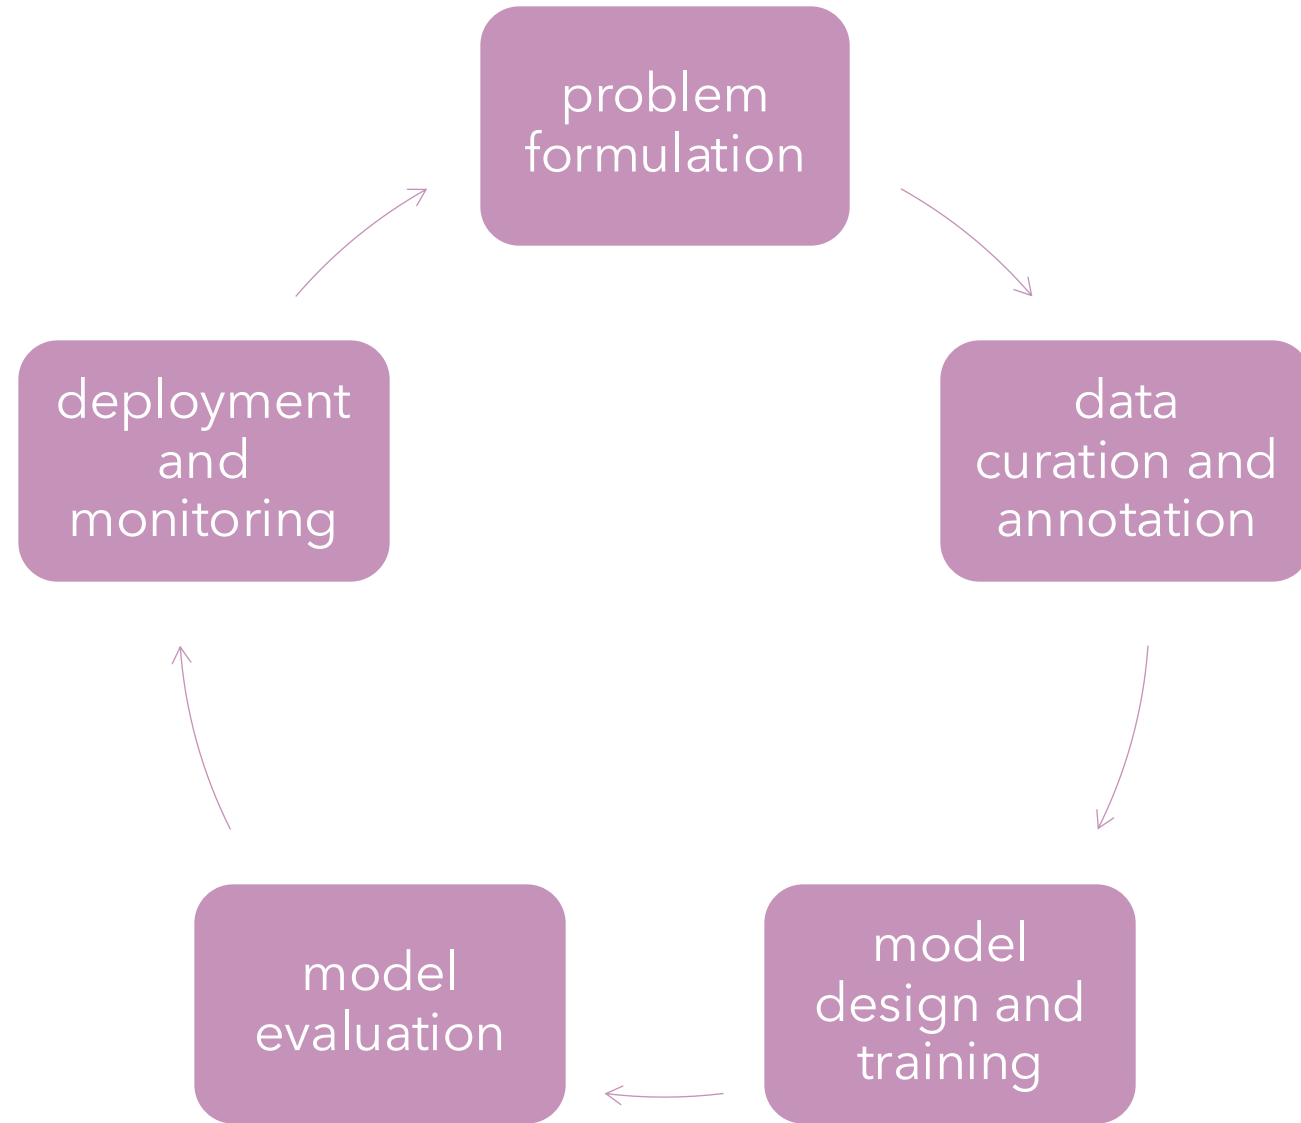 problem
formulation
data
curation and
annotation
model
design and
training
model
evaluation
deployment
and
monitoring